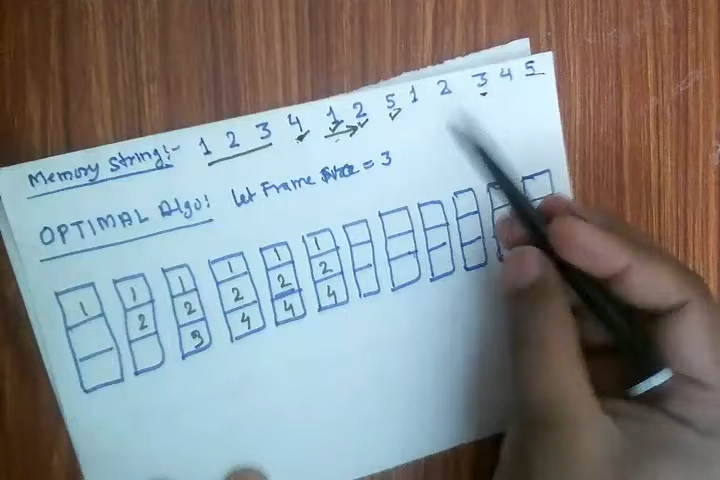 Memory String:- 1 2 3 4 1 2 5 1 2 3 4 5
OPTIMAL Algo: let Frame = 3
1 1 1 1 1 1
2 2 2 2 2
3 4 4 4